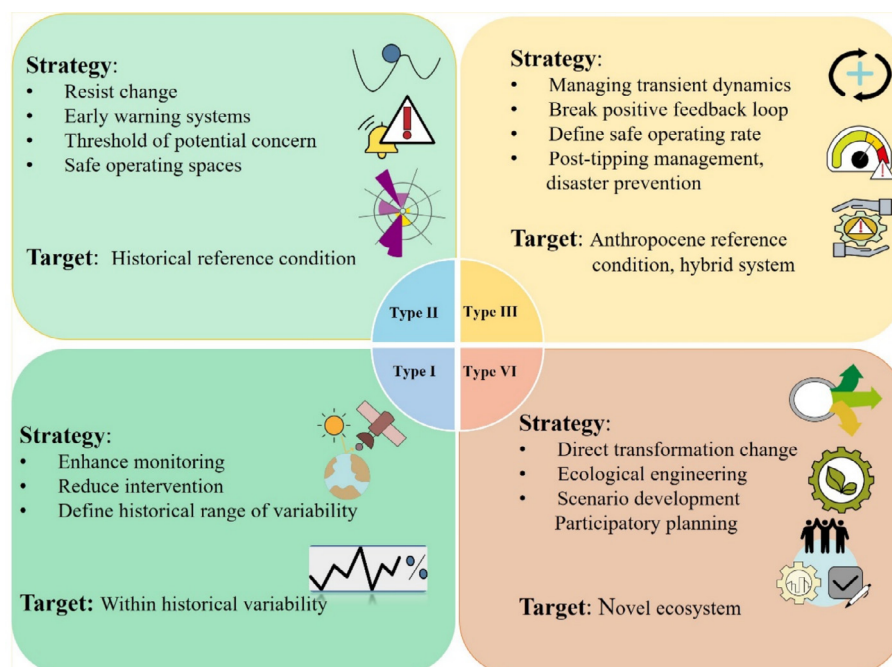 Strategy:
• Resist change
• Early warning systems
• Threshold of potential concern
• Safe operating spaces
Target: Historical reference condition
Strategy:
• Managing transient dynamics
• Break positive feedback loop
• Define safe operating rate
• Post-tipping management,
disaster prevention
Target: Anthropocene reference
condition, hybrid system
Type II
Type III
Type I
Type VI
Strategy:
• Enhance monitoring
• Reduce intervention
• Define historical range of variability
Target: Within historical variability
Strategy:
• Direct transformation change
• Ecological engineering
• Scenario development
Participatory planning
Target: Novel ecosystem